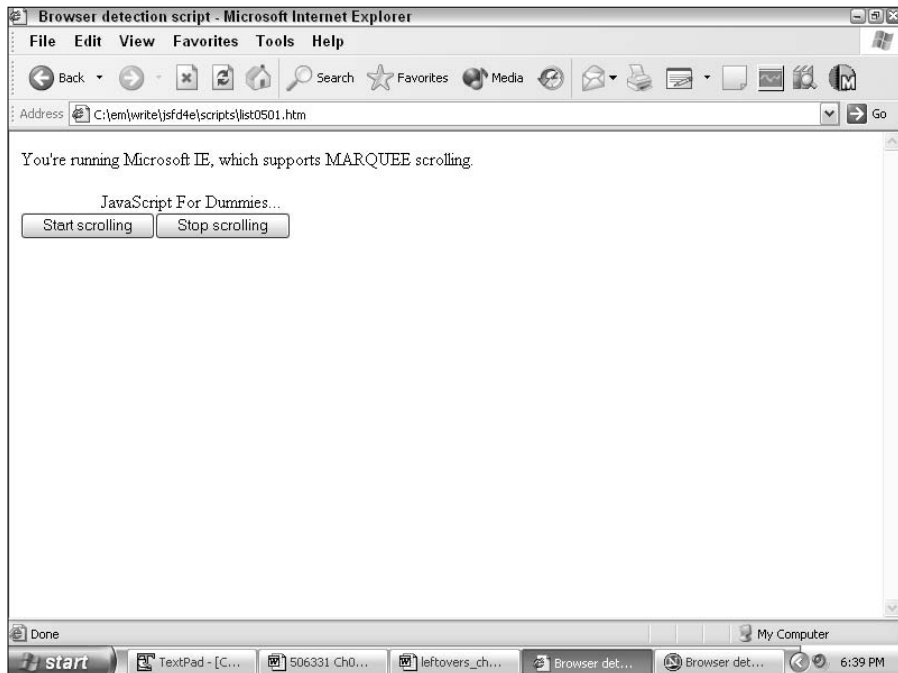 Browser detection script - Microsoft Internet Explorer
File Edit View Favorites Tools Help
Back Search Favorites Media
Address C:\em\write\jsfd4e\scripts\list0501.htm Go
You're running Microsoft IE, which supports MARQUEE scrolling.
JavaScript For Dummies...
Start scrolling Stop scrolling
Done My Computer
start TextPad - [C... 506331 Ch0... leftovers_ch... Browser det... Browser det... 6:39 PM